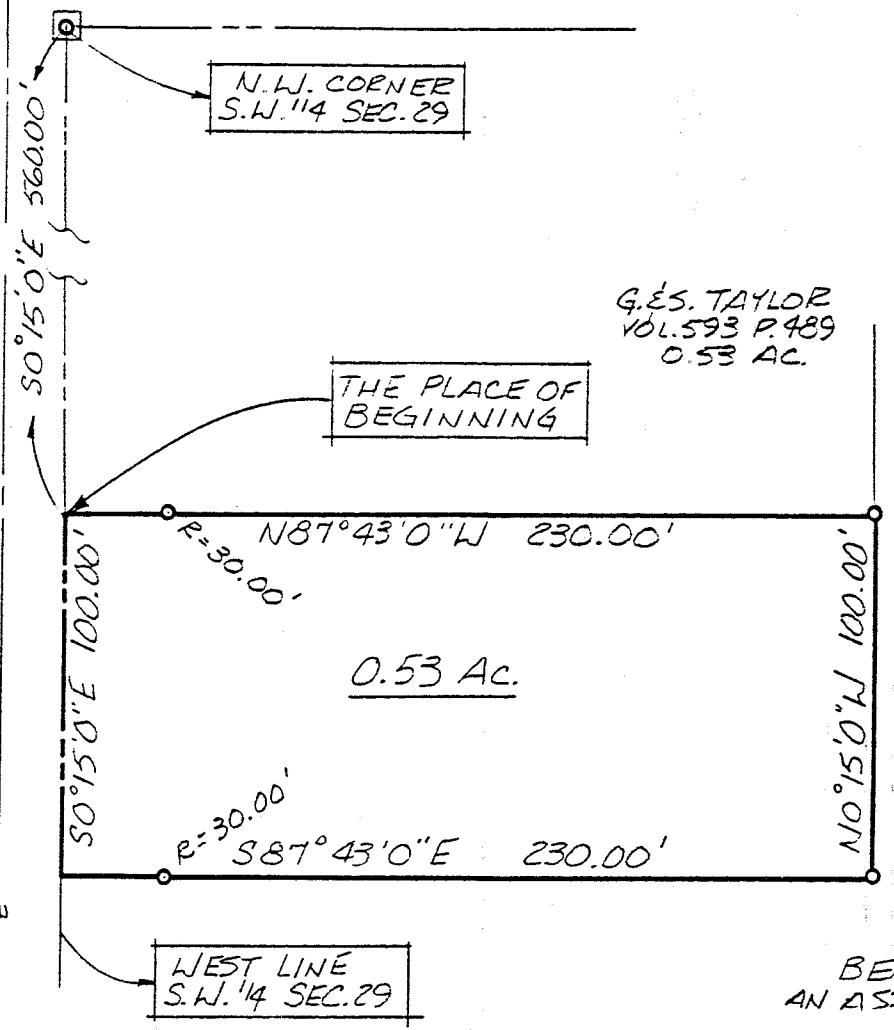 N.W. CORNER
S.W. 1/4 SEC. 29
S0°15'0"E 560.00'
G.&S. TAYLOR
VOL.593 P.489
0.53 AC.
THE PLACE OF
BEGINNING
N87°43'0"W 230.00'
R=30.00'
S0°15'0"E 100.00'
0.53 Ac.
N0°15'0"W 100.00'
R=30.00'
S87°43'0"E 230.00'
E
WEST LINE
S.W. 1/4 SEC.29
BE
AN AS